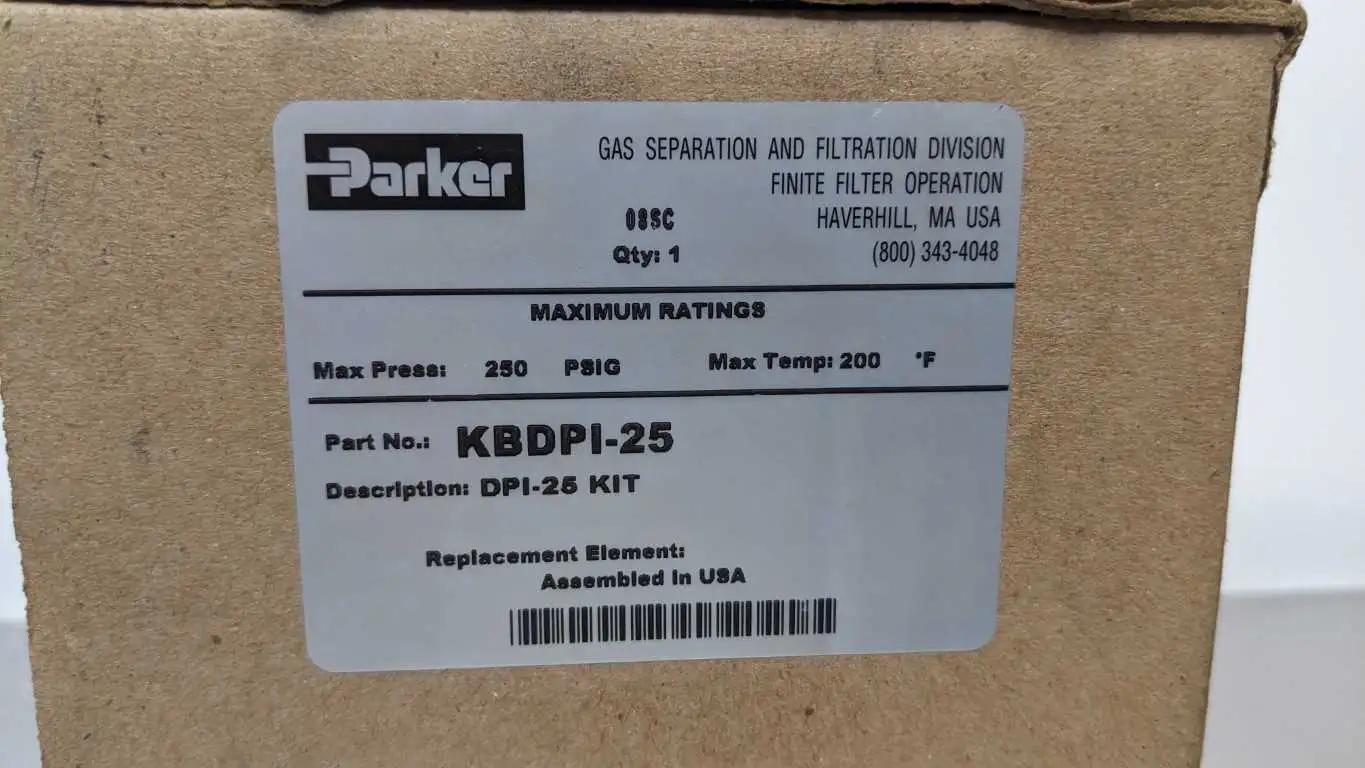 Parker
GAS SEPARATION AND FILTRATION DIVISION
FINITE FILTER OPERATION
08SC
HAVERHILL, MA USA
Qty: 1
(800) 343-4048
MAXIMUM RATINGS
Max Press: 250 PSIG Max Temp: 200 °F
Part No.: KBDPI-25
Description: DPI-25 KIT
Replacement Element:
Assembled in USA